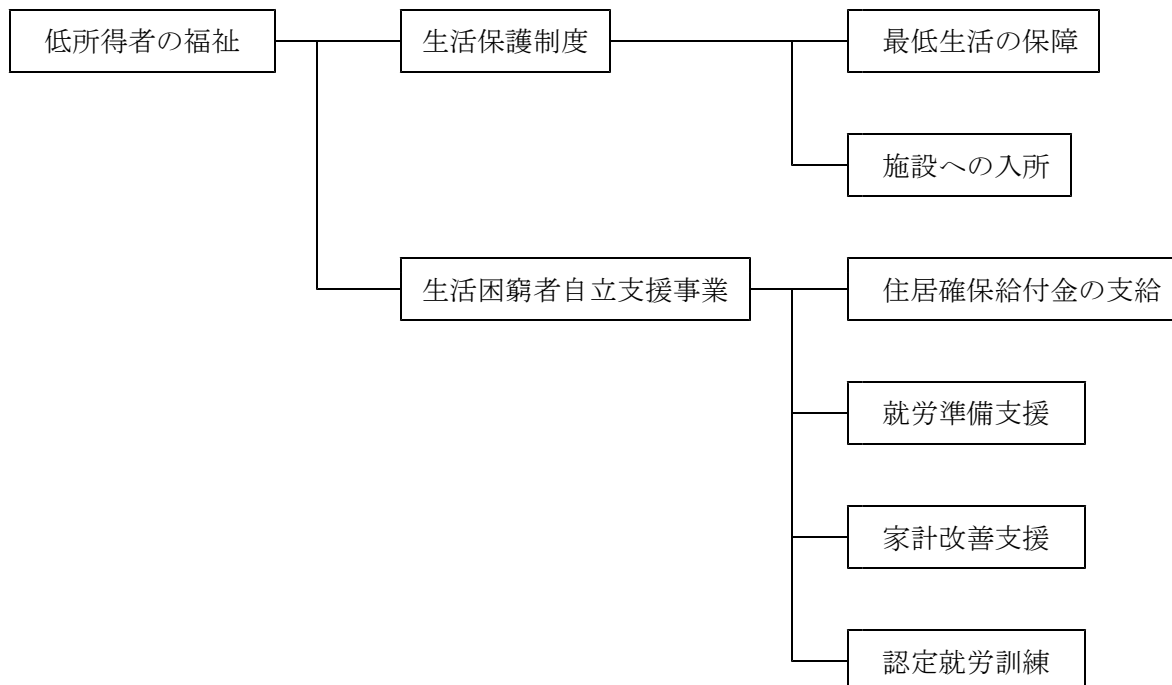 低所得者の福祉
生活保護制度
最低生活の保障
施設への入所
生活困窮者自立支援事業
住居確保給付金の支給
就労準備支援
家計改善支援
認定就労訓練